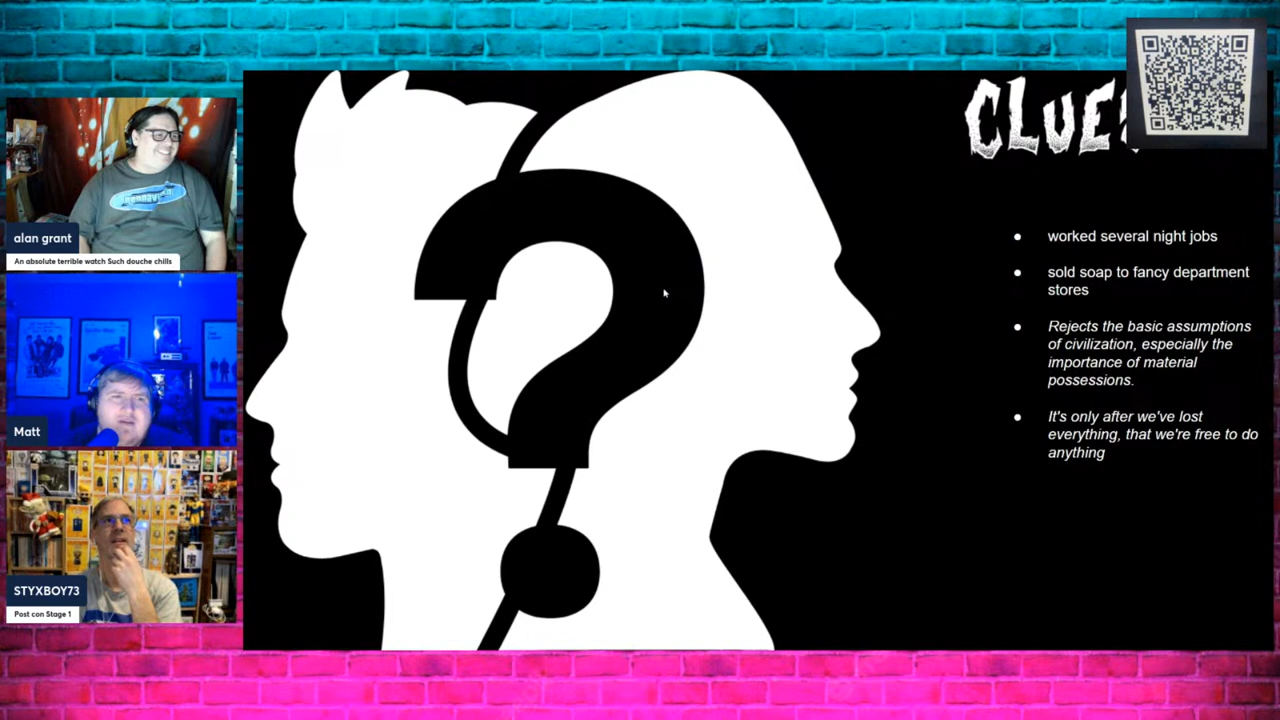 CLUES
worked several night jobs
sold soap to fancy department
stores
Rejects the basic assumptions
of civilization, especially the
importance of material
possessions.
It's only after we've lost
everything, that we're free to do
anything
alan grant
An absolute terrible watch Such douche chills
Matt
STYXBOY73
Post con Stage 1